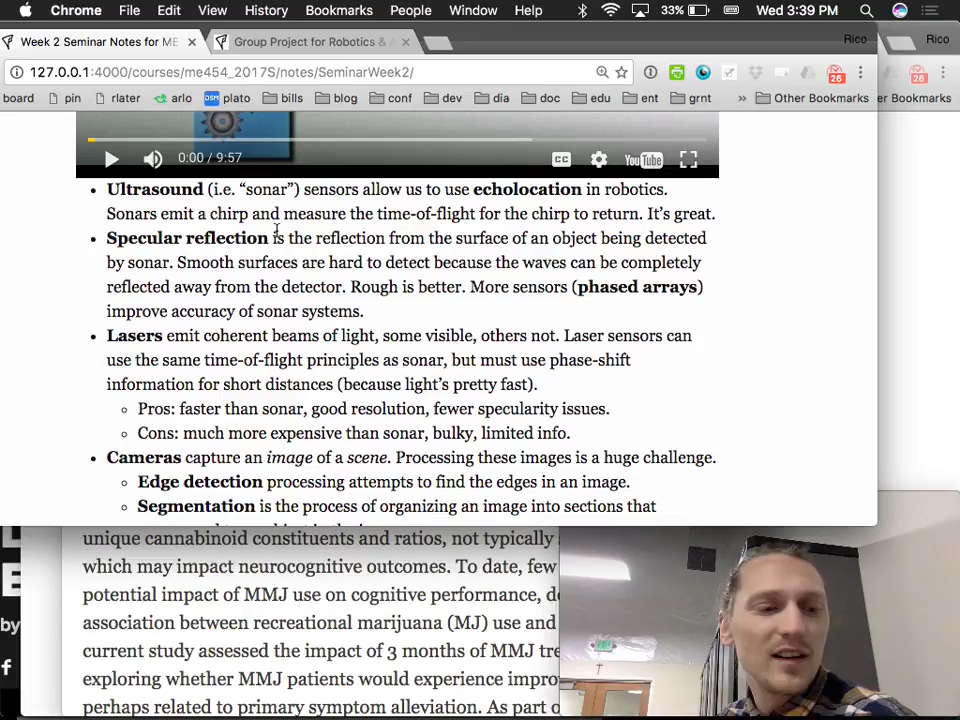 Chrome File Edit View History Bookmarks People Window Help 33% Wed 3:39 PM
Week 2 Seminar Notes for ME Group Project for Robotics & A Rico Rico
127.0.0.1:4000/courses/me454_2017S/notes/SeminarWeek2/ 26 26
board pin rlater arlo DSM plato bills blog conf dev dia doc edu ent grnt » Other Bookmarks er Bookmarks
0:00 / 9:57 CC YouTube
• Ultrasound (i.e. “sonar”) sensors allow us to use echolocation in robotics.
Sonars emit a chirp and measure the time-of-flight for the chirp to return. It’s great.
• Specular reflection is the reflection from the surface of an object being detected
by sonar. Smooth surfaces are hard to detect because the waves can be completely
reflected away from the detector. Rough is better. More sensors (phased arrays)
improve accuracy of sonar systems.
• Lasers emit coherent beams of light, some visible, others not. Laser sensors can
use the same time-of-flight principles as sonar, but must use phase-shift
information for short distances (because light’s pretty fast).
◦ Pros: faster than sonar, good resolution, fewer specularity issues.
◦ Cons: much more expensive than sonar, bulky, limited info.
• Cameras capture an image of a scene. Processing these images is a huge challenge.
◦ Edge detection processing attempts to find the edges in an image.
◦ Segmentation is the process of organizing an image into sections that
unique cannabinoid constituents and ratios, not typically
which may impact neurocognitive outcomes. To date, few
potential impact of MMJ use on cognitive performance, de
association between recreational marijuana (MJ) use and
current study assessed the impact of 3 months of MMJ tre
exploring whether MMJ patients would experience impro
perhaps related to primary symptom alleviation. As part o
by